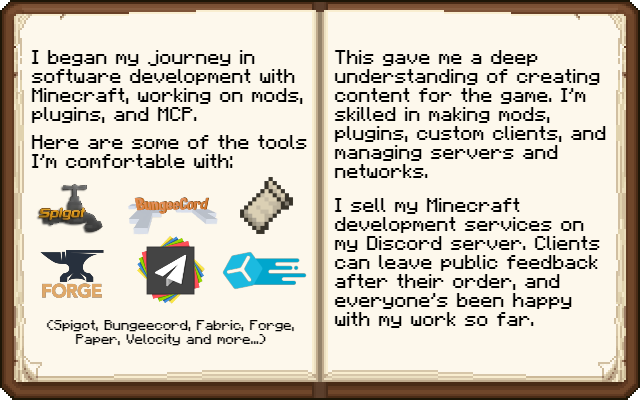 I began my journey in
software development with
Minecraft, working on mods,
plugins, and MCP.
Here are some of the tools
I'm comfortable with:
Spigot
BungeeCord
FORGE
(Spigot, Bungeecord, Fabric, Forge,
Paper, Velocity and more...)
This gave me a deep
understanding of creating
content for the game. I'm
skilled in making mods,
plugins, custom clients, and
managing servers and
networks.
I sell my Minecraft
development services on
my Discord server. Clients
can leave public feedback
after their order, and
everyone's been happy
with my work so far.